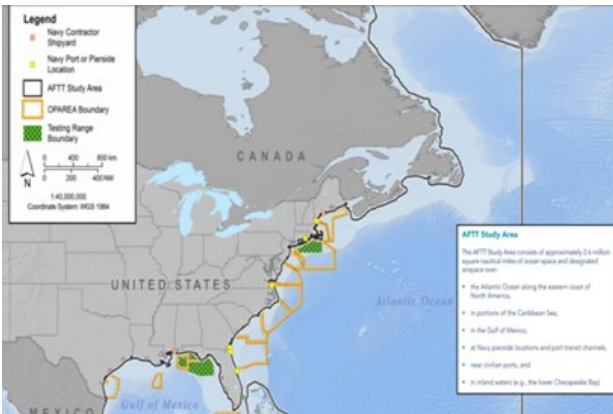 Legend
Navy Contractor
Shipyard
Navy Port or Pierside
Location
AFTT Study Area
OPAREA Boundary
Testing Range
Boundary
N
0 400 800 km
0 200 400 NM
1:40,000,000
Coordinate System: WGS 1984
CANADA
UNITED STATES
Atlantic Ocean
MEXICO
Gulf of Mexico
AFTT Study Area
The AFTT Study Area consists of approximately 2.6 million
square nautical miles of ocean space and designated
airspace over:
• the Atlantic Ocean along the eastern coast of
North America,
• in portions of the Caribbean Sea,
• in the Gulf of Mexico,
• at Navy pierside locations and port transit channels,
• near civilian ports, and
• in inland waters (e.g., the lower Chesapeake Bay).